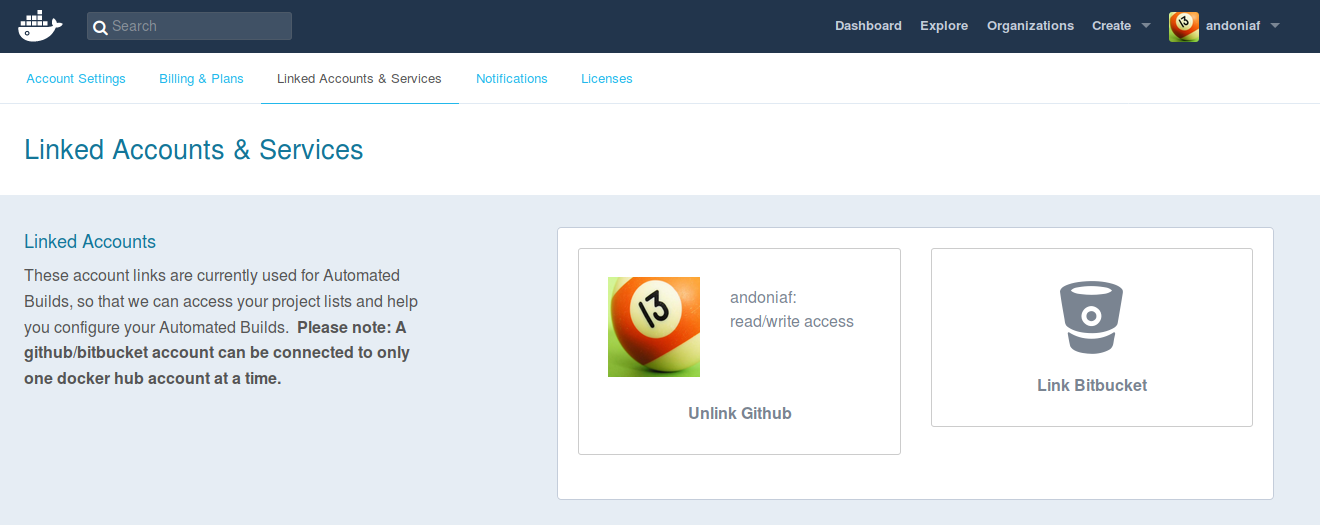 Search
Dashboard Explore Organizations Create andoniaf
Account Settings Billing & Plans Linked Accounts & Services Notifications Licenses
Linked Accounts & Services
Linked Accounts
These account links are currently used for Automated
Builds, so that we can access your project lists and help
you configure your Automated Builds. Please note: A
github/bitbucket account can be connected to only
one docker hub account at a time.
13
andoniaf:
read/write access
Unlink Github
Link Bitbucket